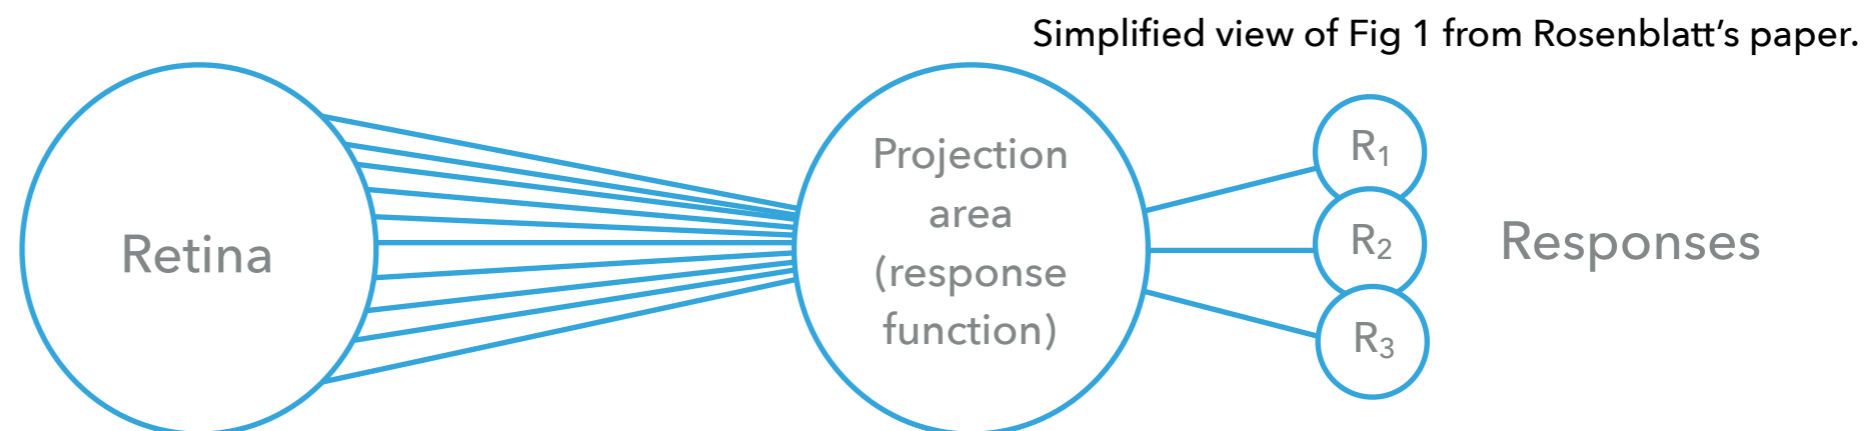 Simplified view of Fig 1 from Rosenblatt’s paper.
Retina
Projection
area
(response
function)
R₁
R₂
R₃
Responses